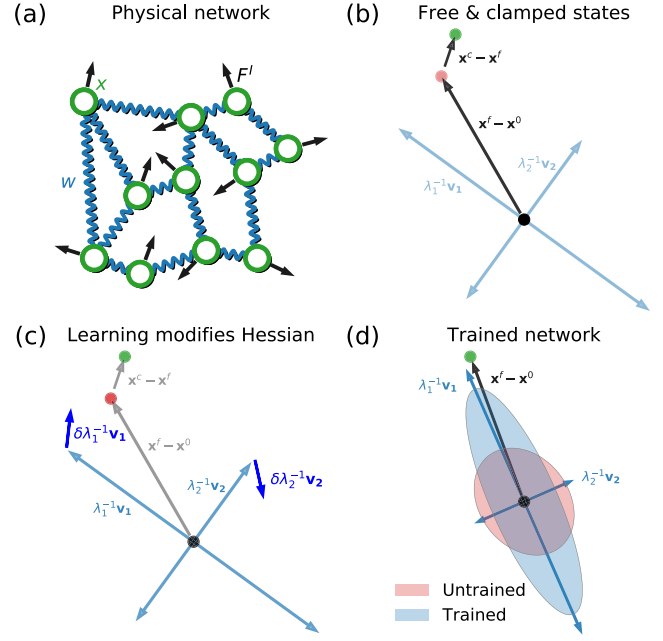 (a) Physical network
x
F^l
w
(b) Free & clamped states
x^c − x^f
x^f − x^0
λ_1^{-1}v_1
λ_2^{-1}v_2
(c) Learning modifies Hessian
x^c − x^f
δλ_1^{-1}v_1
x^f − x^0
λ_2^{-1}v_2
δλ_2^{-1}v_2
λ_1^{-1}v_1
(d) Trained network
λ_1^{-1}v_1
x^f − x^0
λ_2^{-1}v_2
Untrained
Trained